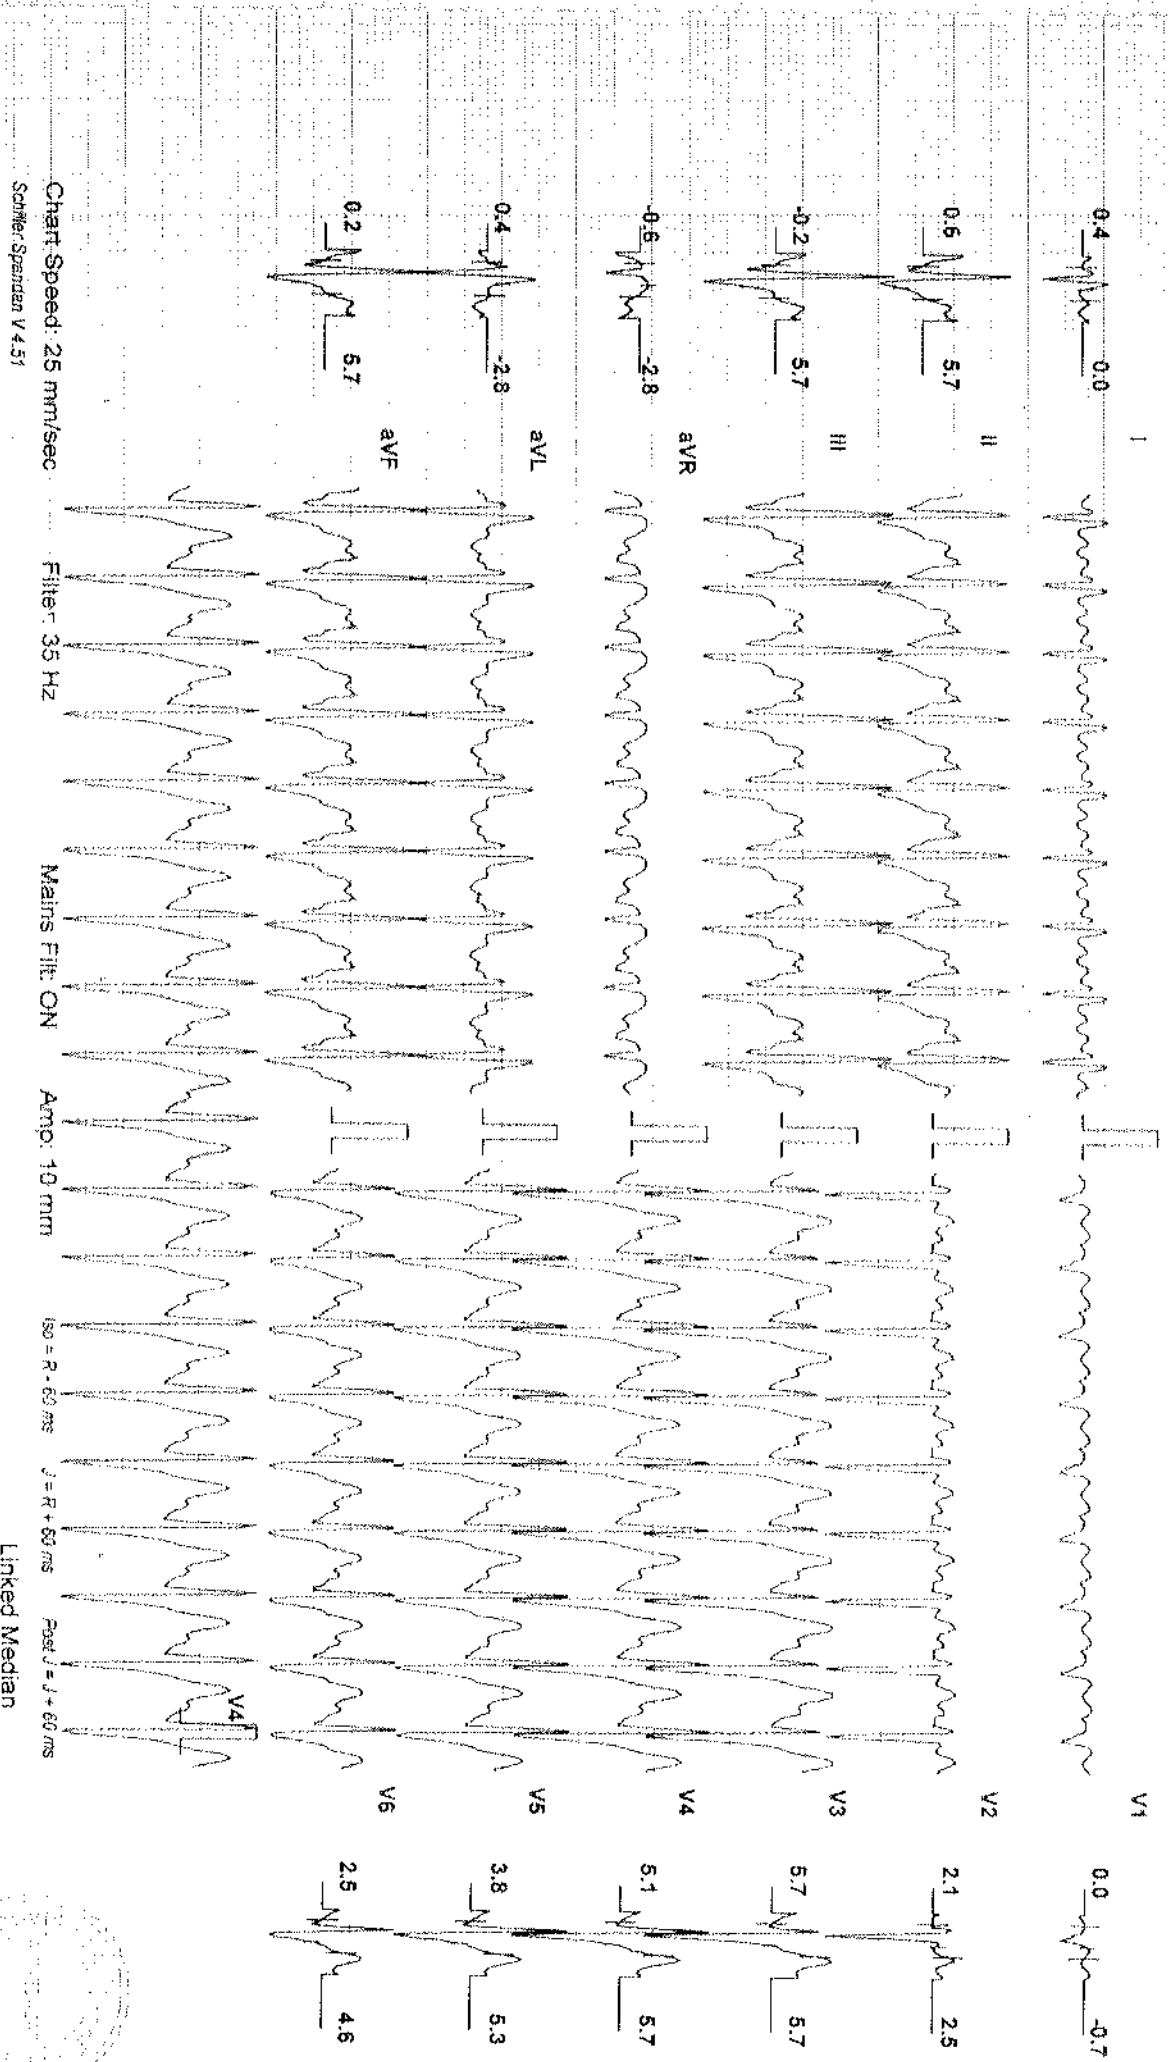 I
0.4
0.0
V1
0.0
-0.7
II
0.6
5.7
V2
2.1
2.5
III
-0.2
5.7
V3
5.7
5.7
aVR
-0.6
-2.8
V4
5.1
5.7
aVL
0.4
-2.8
V5
3.8
5.3
aVF
0.2
5.7
V6
2.5
4.6
V4
Chart Speed: 25 mm/sec Filter: 35 Hz Mains Filt: ON Amp: 10 mm Iso = R - 60 ms J = R + 60 ms Post J = J + 60 ms
Schiller Spandan V 4.51
Linked Median